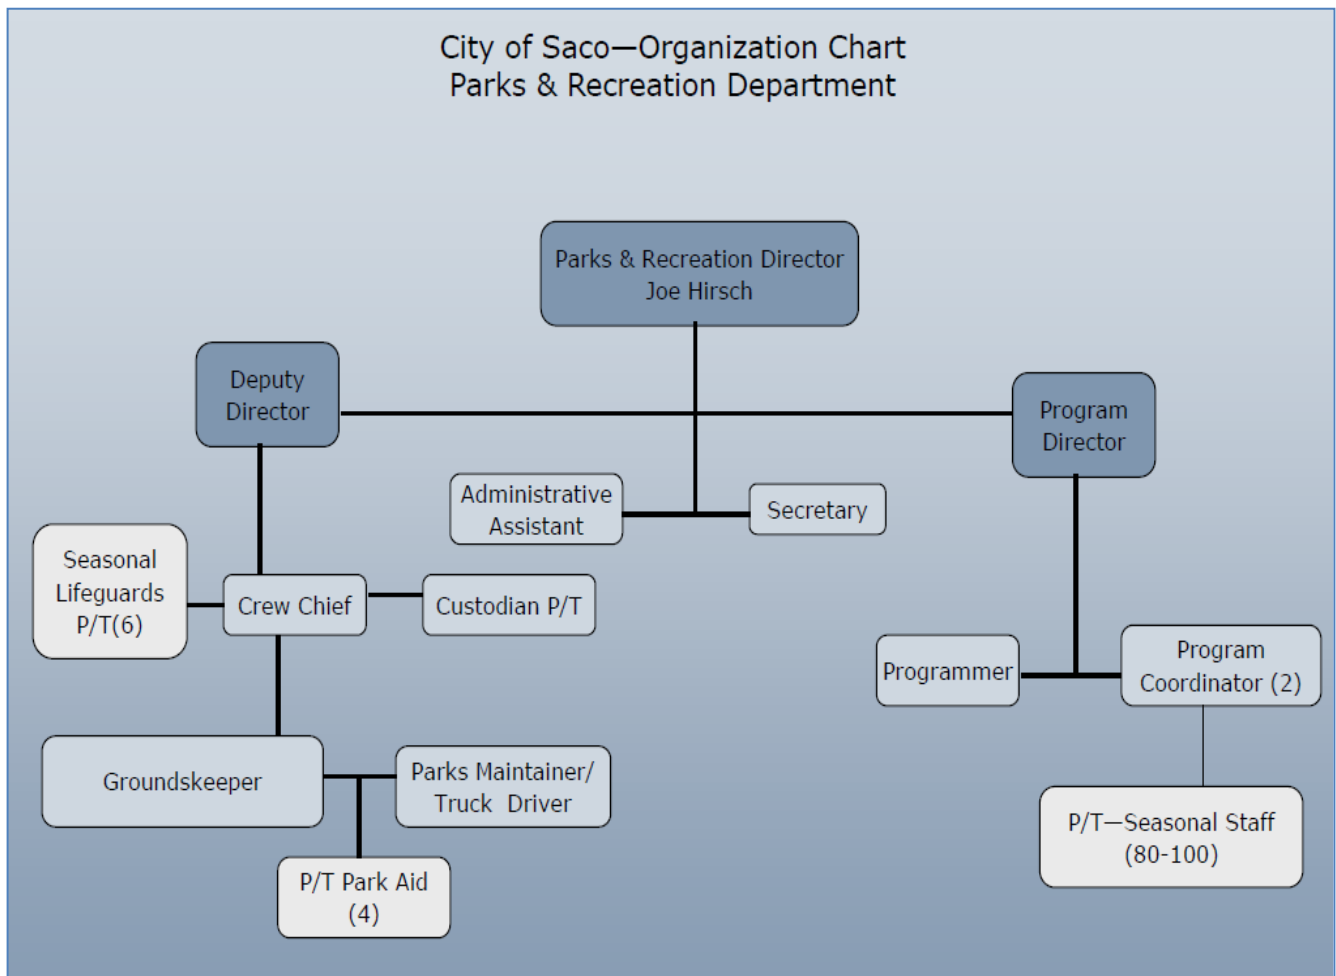 City of Saco—Organization Chart
Parks & Recreation Department
Parks & Recreation Director
Joe Hirsch
Deputy
Director
Program
Director
Administrative
Assistant
Secretary
Seasonal
Lifeguards
P/T(6)
Crew Chief
Custodian P/T
Programmer
Program
Coordinator (2)
Groundskeeper
Parks Maintainer/
Truck  Driver
P/T—Seasonal Staff
(80-100)
P/T Park Aid
(4)